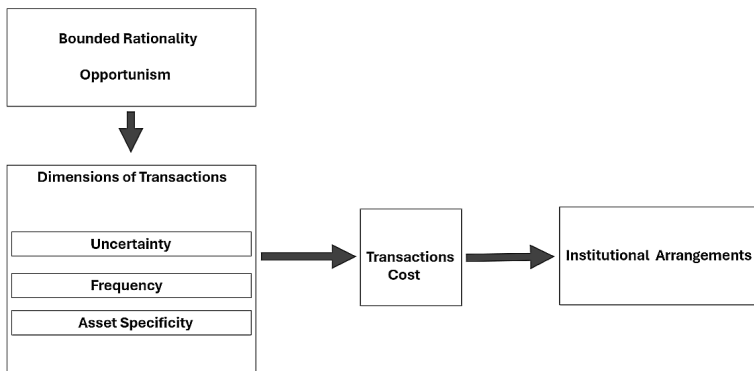 Bounded Rationality
Opportunism
Dimensions of Transactions
Uncertainty
Frequency
Asset Specificity
Transactions
Cost
Institutional Arrangements